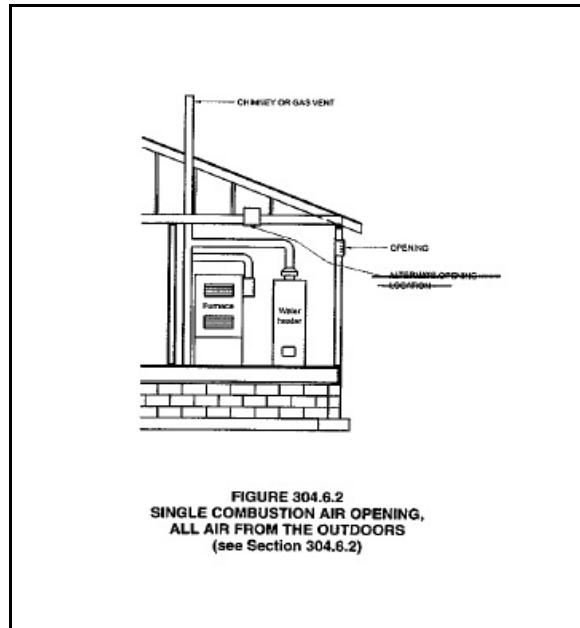 CHIMNEY OR GAS VENT
OPENING
ALTERNATE OPENING
LOCATION
Furnace
Water
heater
FIGURE 304.6.2
SINGLE COMBUSTION AIR OPENING,
ALL AIR FROM THE OUTDOORS
(see Section 304.6.2)